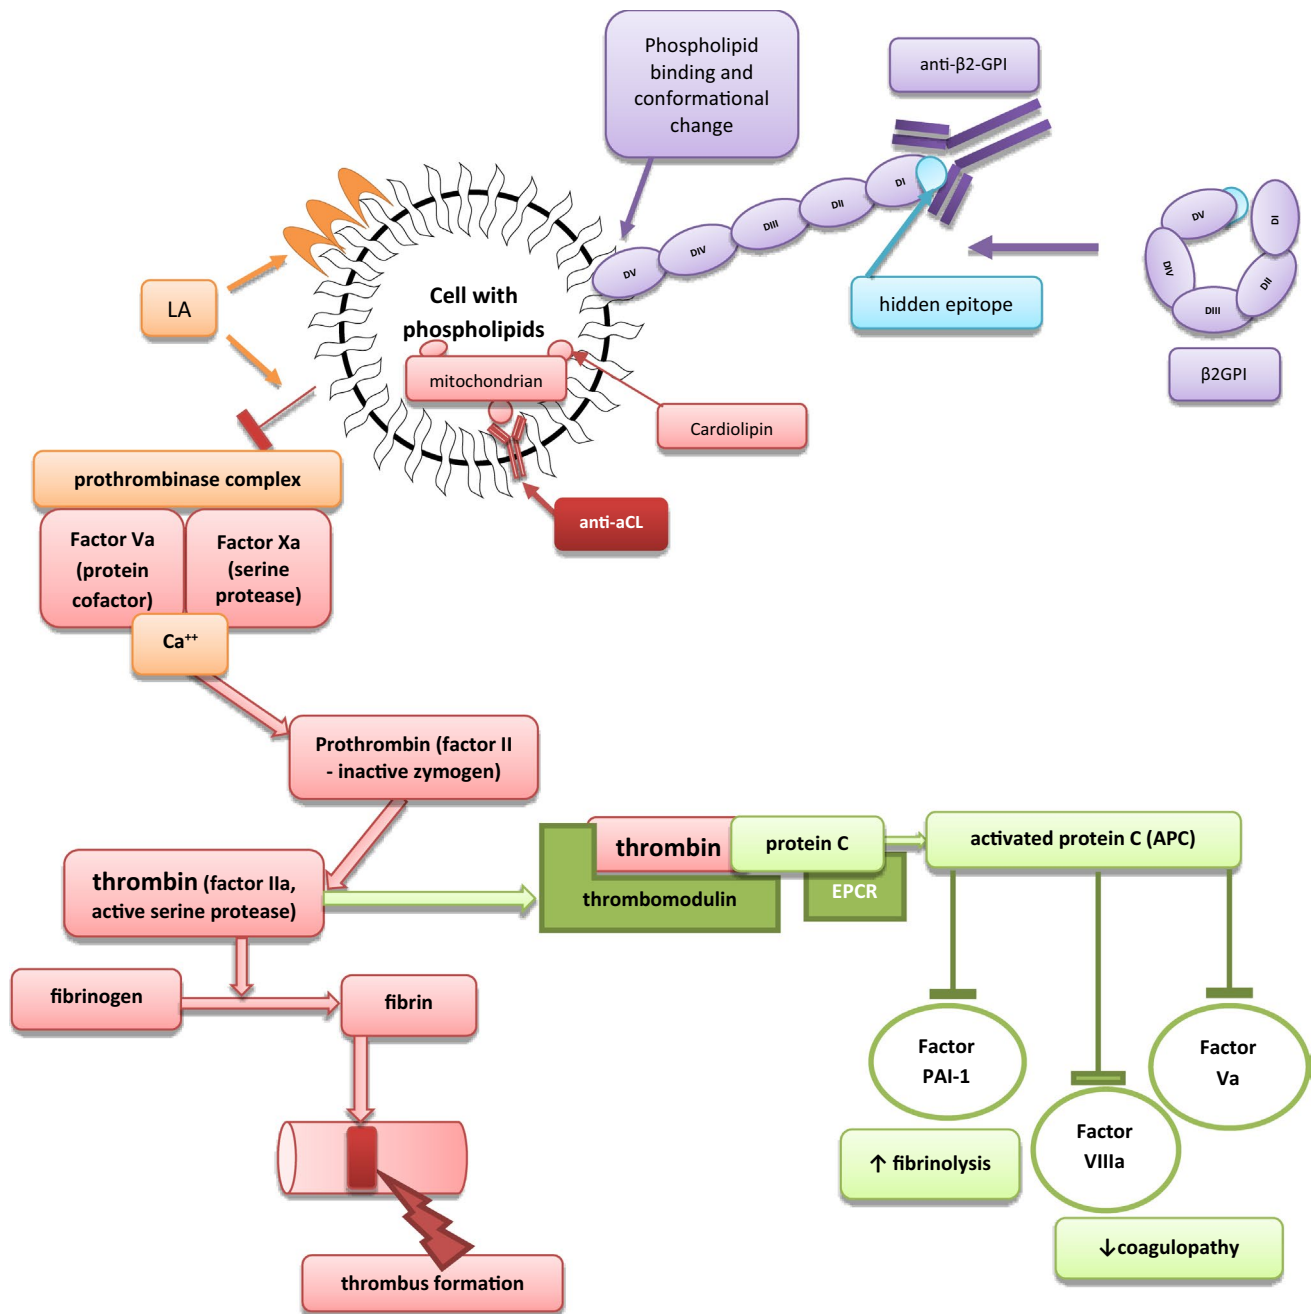 Phospholipid
binding and
conformational
change
anti-β2-GPI
DI
DII
DIII
DIV
DV
DV
DI
DIV
DII
DIII
hidden epitope
β2GPI
LA
Cell with
phospholipids
mitochondrian
Cardiolipin
anti-aCL
prothrombinase complex
Factor Va
(protein
cofactor)
Factor Xa
(serine
protease)
Ca⁺⁺
Prothrombin (factor II
- inactive zymogen)
thrombin (factor IIa,
active serine protease)
thrombin
protein C
activated protein C (APC)
thrombomodulin
EPCR
fibrinogen
fibrin
Factor
PAI-1
Factor
Va
Factor
VIIIa
↑ fibrinolysis
↓coagulopathy
thrombus formation